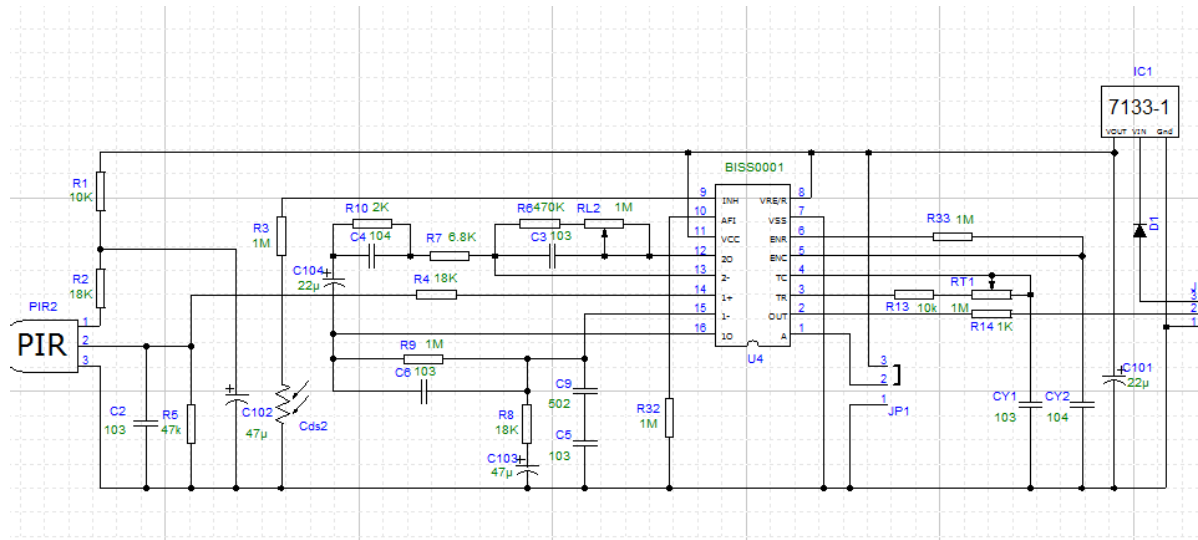 IC1
7133-1
VOUT VIN Gnd
BISS0001
R1
10K
R2
18K
PIR2
PIR
1
2
3
C2
103
R5
47k
C102
47µ
R3
1M
Cds2
R10 2K
C4 104
C104
22µ
R7 6.8K
R6 470K
RL2 1M
C3 103
R4 18K
R9 1M
C6 103
R8
18K
C103
47µ
C9
502
C5
103
R32
1M
9 INH VRE/R 8
10 AFI VSS 7
11 VCC ENR 6
12 2O ENC 5
13 2- TC 4
14 1+ TR 3
15 1- OUT 2
16 1O A 1
U4
R33 1M
RT1
1M
R13 10k
R14 1K
3
2
1
JP1
CY1
103
CY2
104
C101
22µ
D1
3
2
1